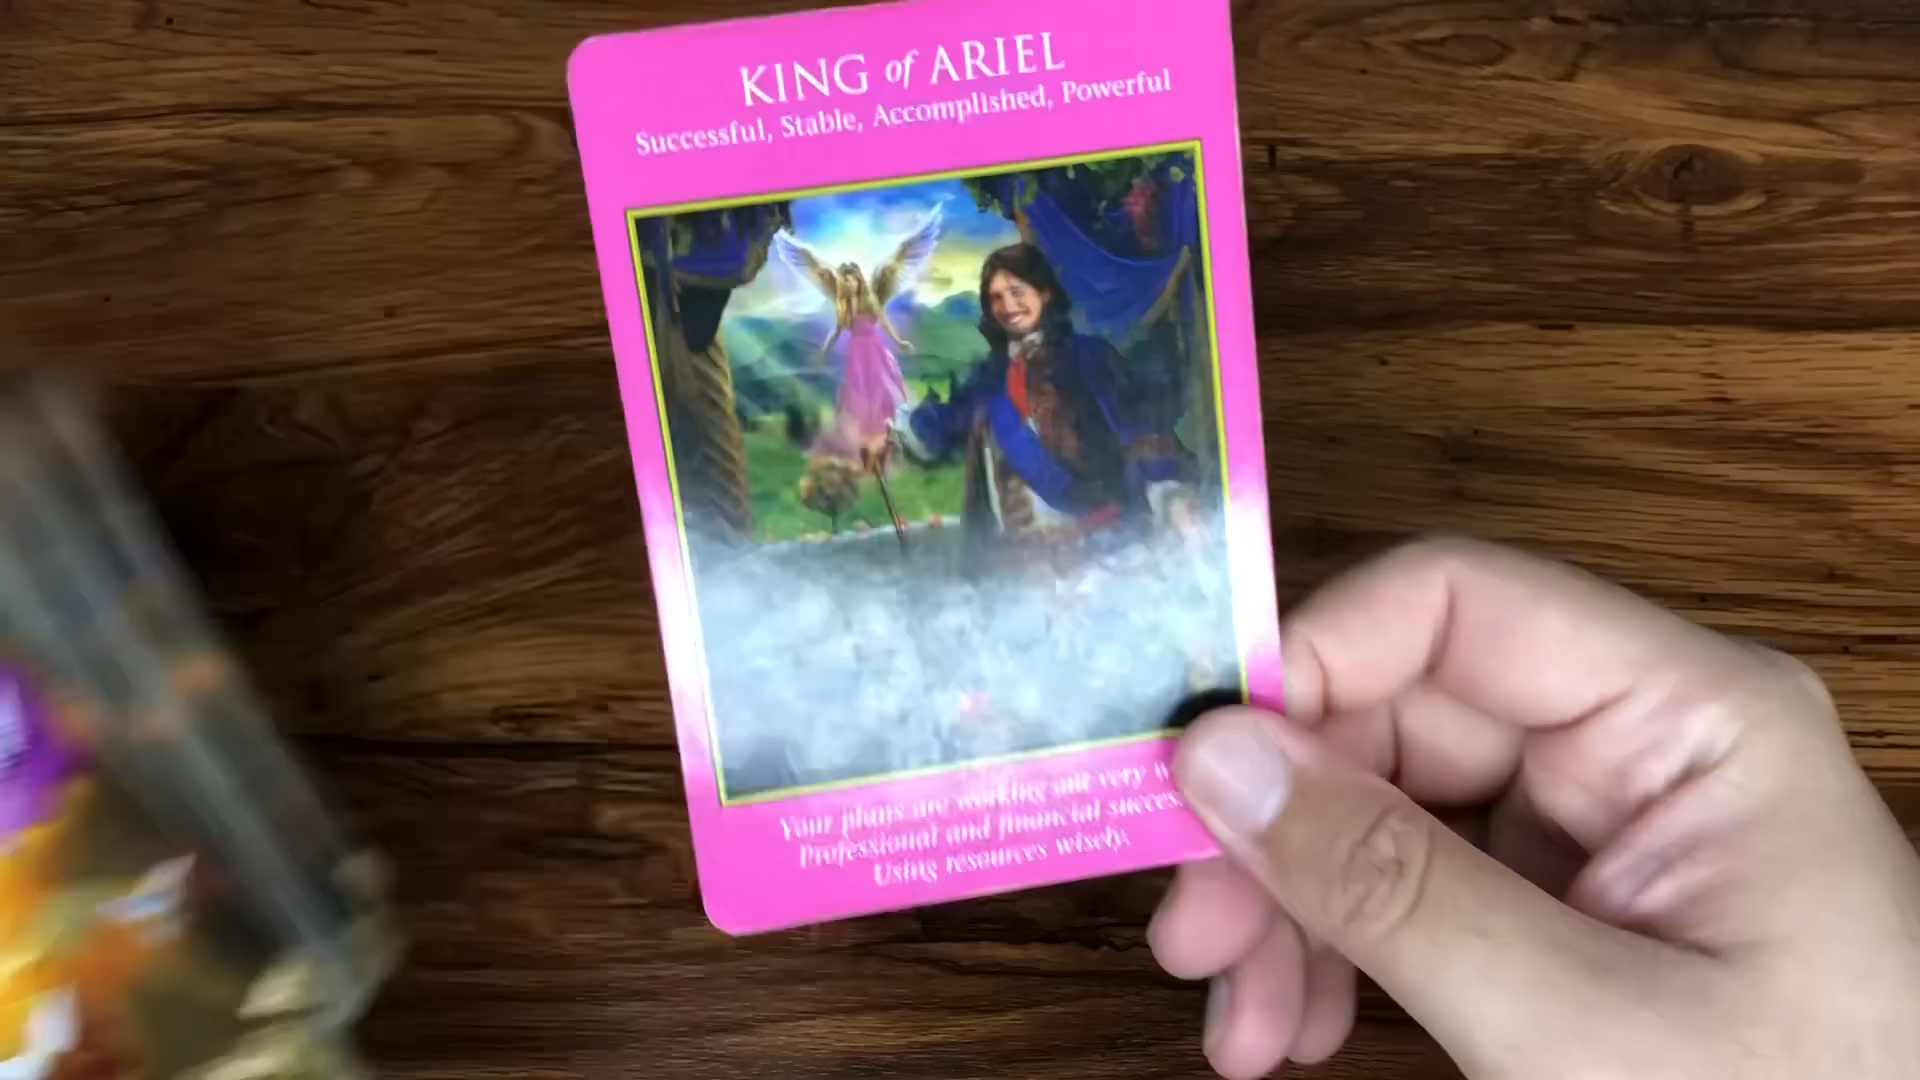 KING of ARIEL
Successful, Stable, Accomplished, Powerful
Your plans are working out very
Professional and financial
Using resources wisely.